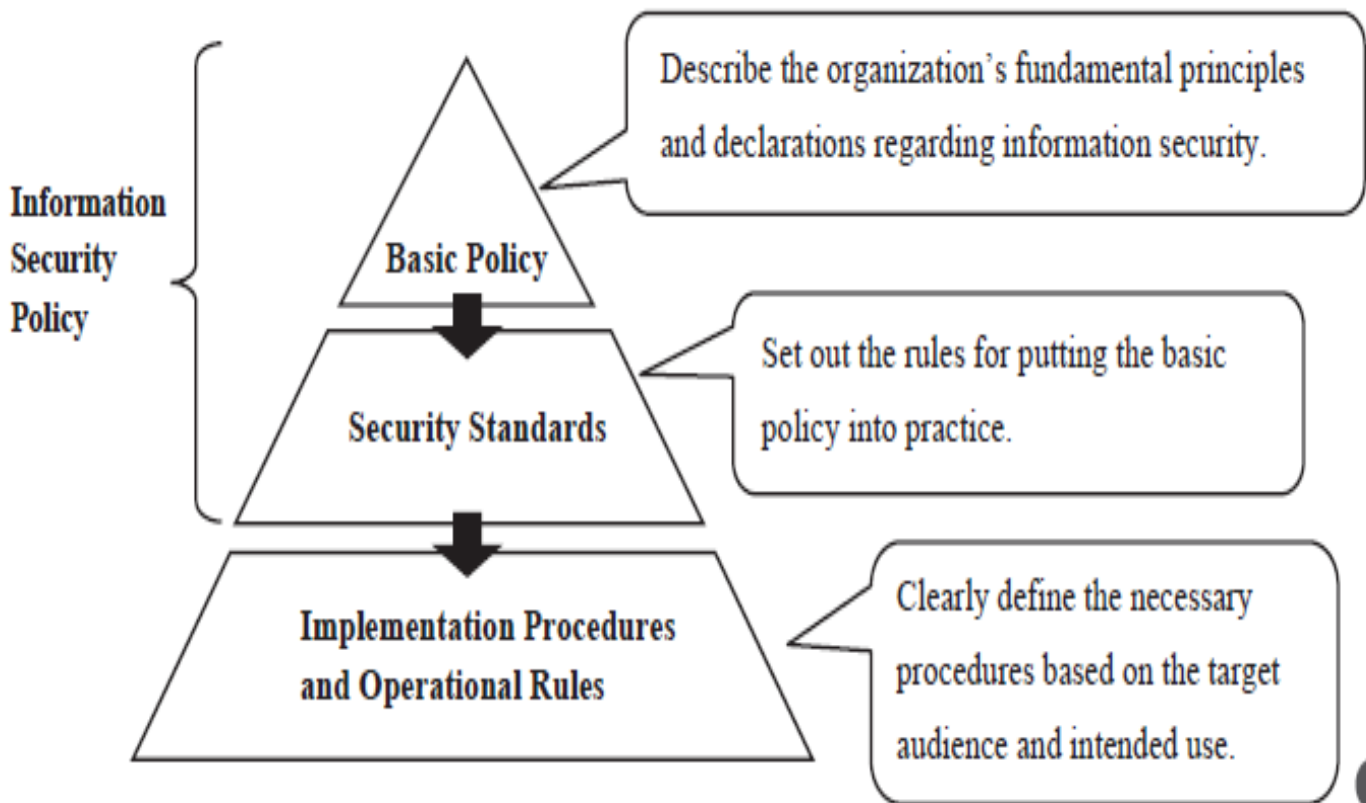 Information
Security
Policy
Basic Policy
Describe the organization’s fundamental principles
and declarations regarding information security.
Security Standards
Set out the rules for putting the basic
policy into practice.
Implementation Procedures
and Operational Rules
Clearly define the necessary
procedures based on the target
audience and intended use.